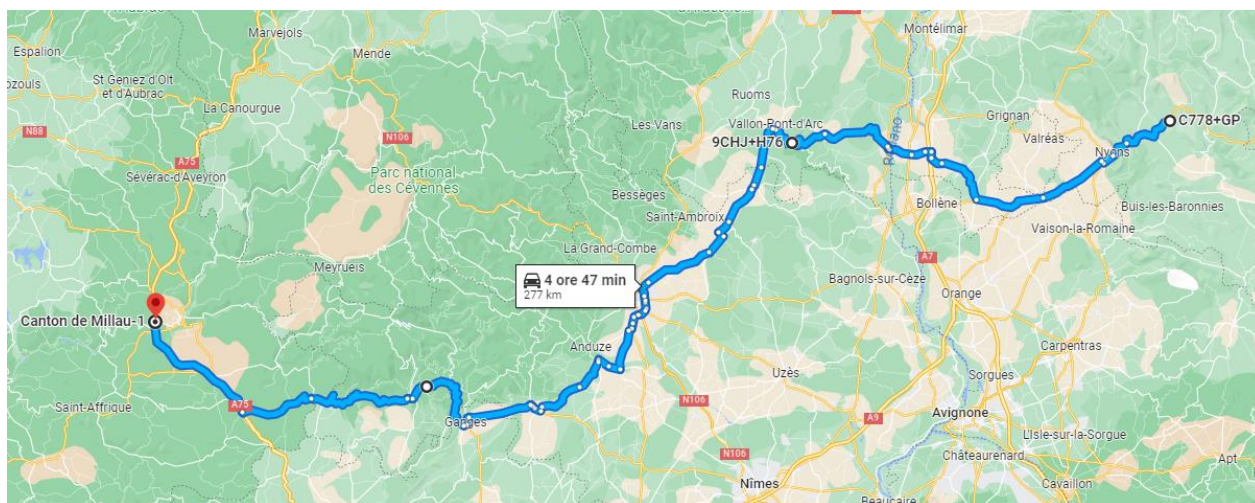 Montélimar
Marvejols
Espalion
Mende
St Geniez d'Olt
et d'Aubrac
Ruoms
La Canourgue
Grignan
C778+GP
Les Vans
Vallon-Pont-d'Arc
N88
N106
9CHJ+H76
Valréas
Nyons
A75
Sévérac-d'Aveyron
Parc national
des Cévennes
Bessèges
Bollène
Buis-les-Baronnies
Saint-Ambroix
Vaison-la-Romaine
La Grand-Combe
A7
Meyrueis
4 ore 47 min
277 km
Bagnols-sur-Cèze
Orange
Canton de Millau-1
Anduze
Carpentras
Uzès
Sorgues
Saint-Affrique
A75
N106
A9
Avignone
Ganges
L'Isle-sur-la-Sorgue
Châteaurenard
N106
Apt
Nîmes
Cavaillon
Beaucaire